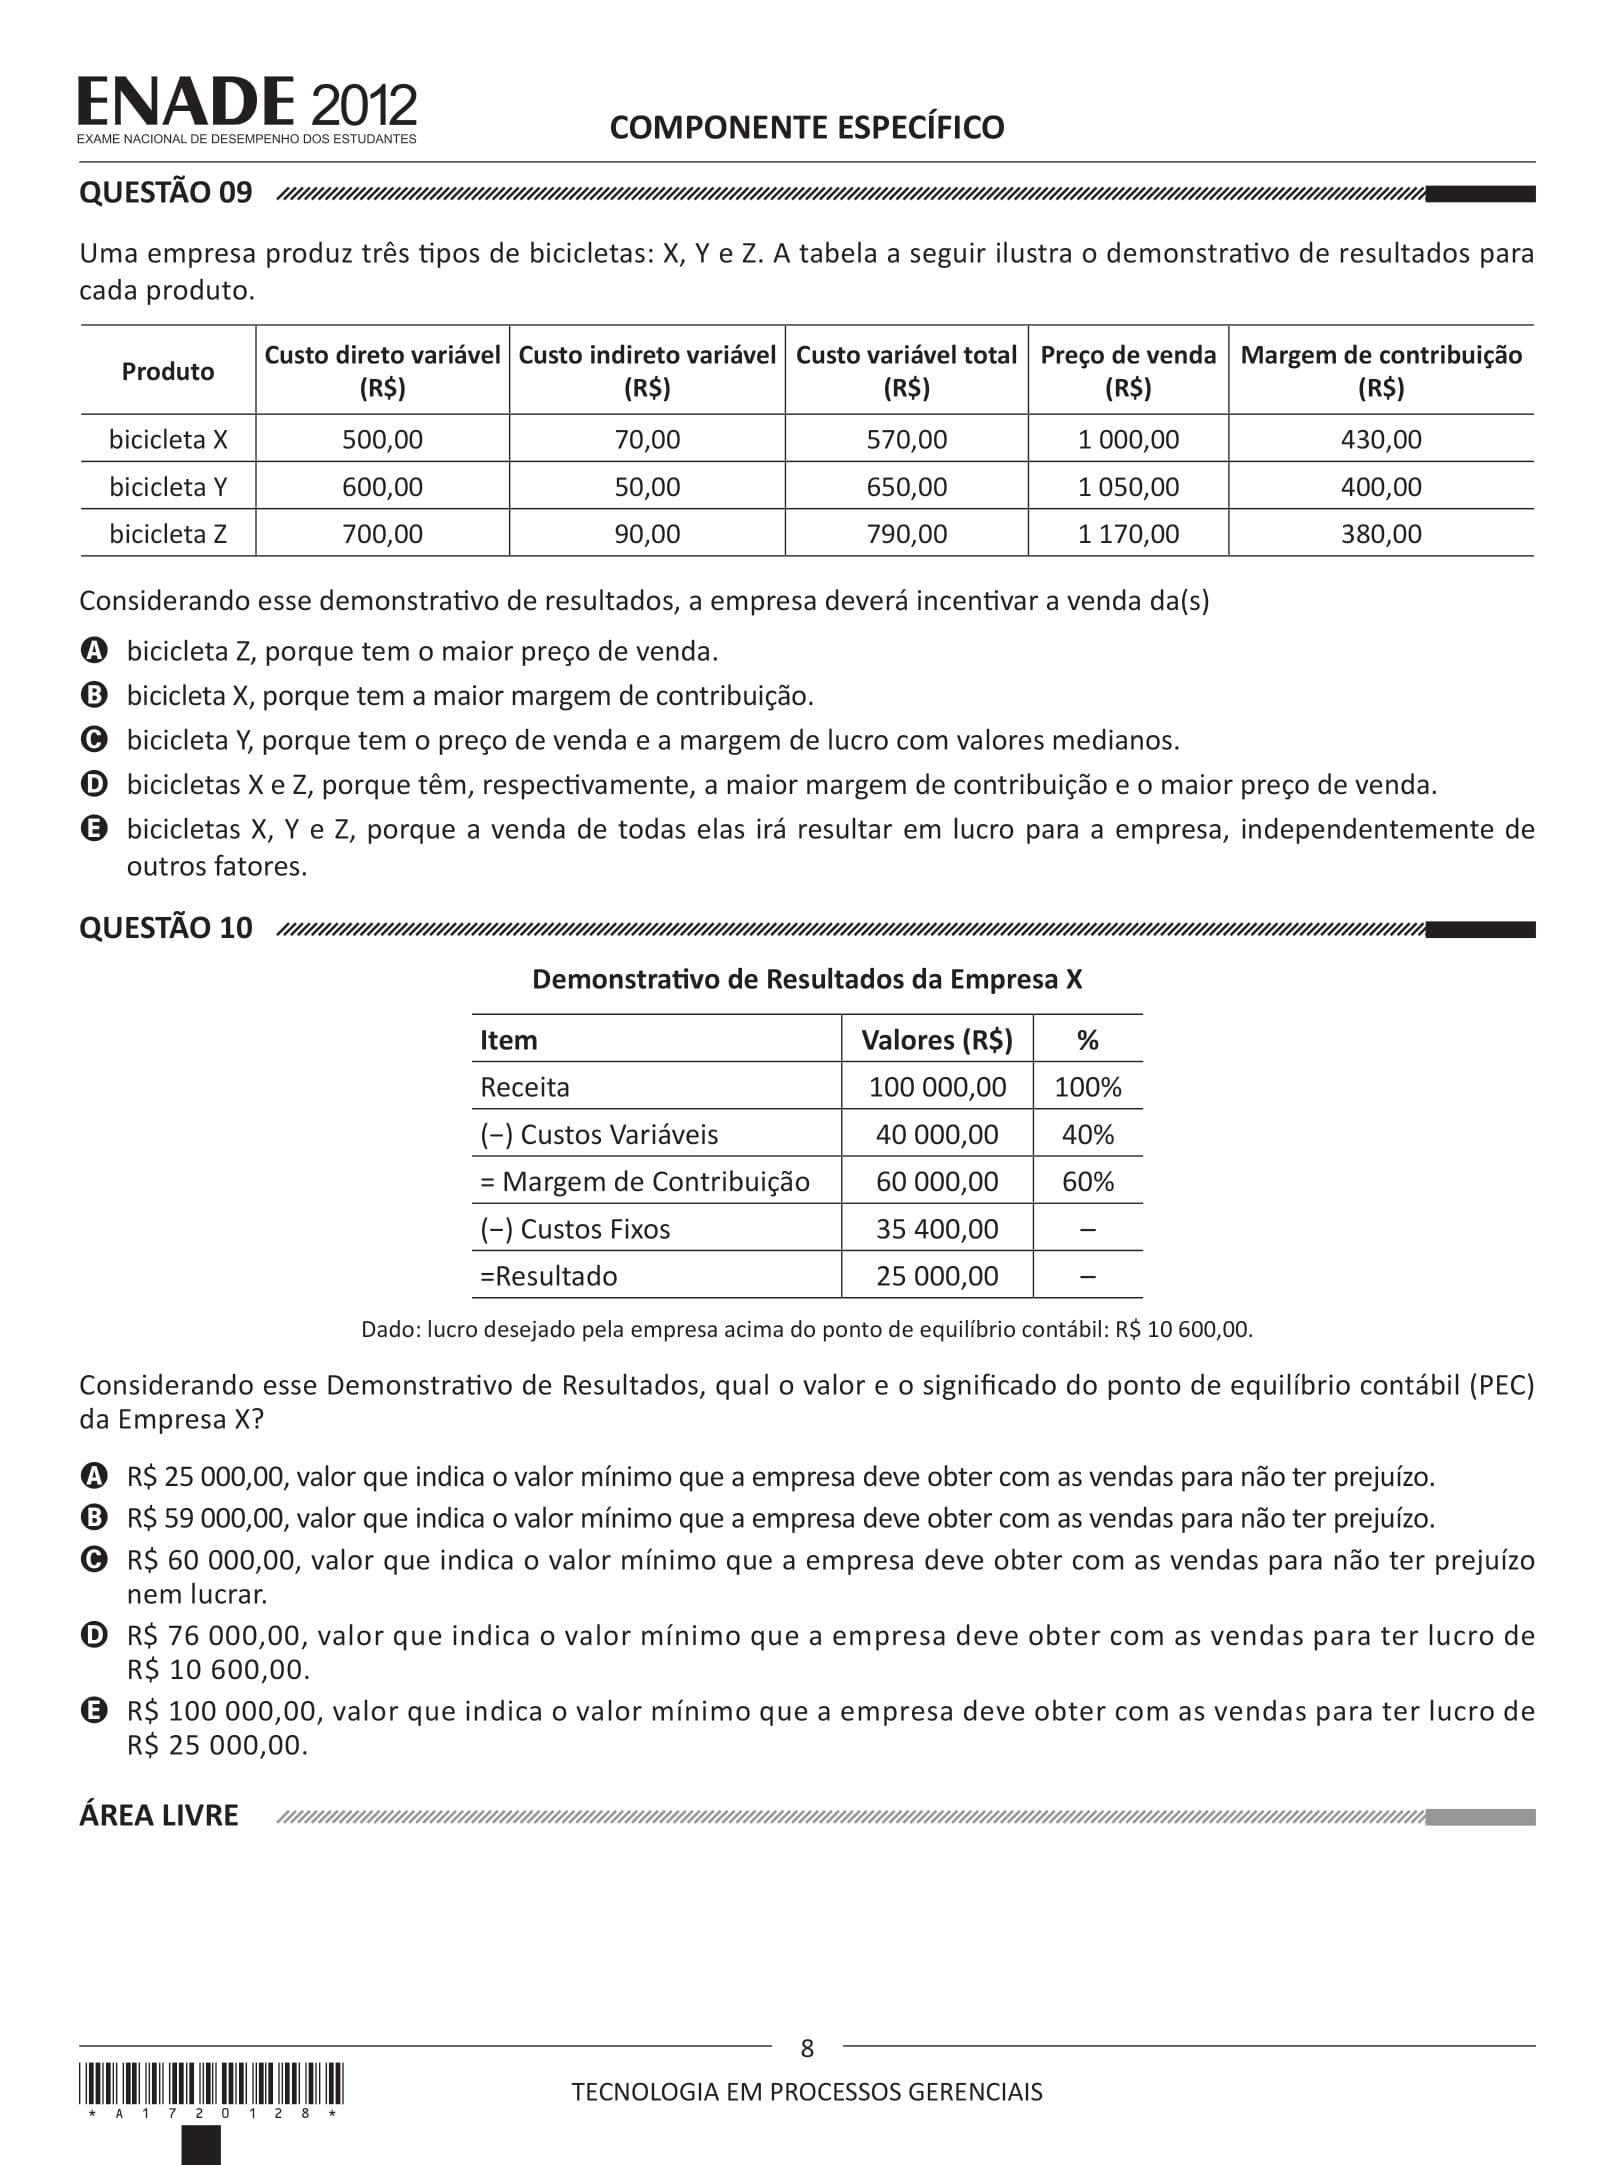 ENADE 2012
EXAME NACIONAL DE DESEMPENHO DOS ESTUDANTES
COMPONENTE ESPECÍFICO
QUESTÃO 09
Uma empresa produz três tipos de bicicletas: X, Y e Z. A tabela a seguir ilustra o demonstrativo de resultados para
cada produto.
Produto | Custo direto variável (R$) | Custo indireto variável (R$) | Custo variável total (R$) | Preço de venda (R$) | Margem de contribuição (R$)
bicicleta X | 500,00 | 70,00 | 570,00 | 1 000,00 | 430,00
bicicleta Y | 600,00 | 50,00 | 650,00 | 1 050,00 | 400,00
bicicleta Z | 700,00 | 90,00 | 790,00 | 1 170,00 | 380,00
Considerando esse demonstrativo de resultados, a empresa deverá incentivar a venda da(s)
A bicicleta Z, porque tem o maior preço de venda.
B bicicleta X, porque tem a maior margem de contribuição.
C bicicleta Y, porque tem o preço de venda e a margem de lucro com valores medianos.
D bicicletas X e Z, porque têm, respectivamente, a maior margem de contribuição e o maior preço de venda.
E bicicletas X, Y e Z, porque a venda de todas elas irá resultar em lucro para a empresa, independentemente de
outros fatores.
QUESTÃO 10
Demonstrativo de Resultados da Empresa X
Item | Valores (R$) | %
Receita | 100 000,00 | 100%
(−) Custos Variáveis | 40 000,00 | 40%
= Margem de Contribuição | 60 000,00 | 60%
(−) Custos Fixos | 35 400,00 | –
=Resultado | 25 000,00 | –
Dado: lucro desejado pela empresa acima do ponto de equilíbrio contábil: R$ 10 600,00.
Considerando esse Demonstrativo de Resultados, qual o valor e o significado do ponto de equilíbrio contábil (PEC)
da Empresa X?
A R$ 25 000,00, valor que indica o valor mínimo que a empresa deve obter com as vendas para não ter prejuízo.
B R$ 59 000,00, valor que indica o valor mínimo que a empresa deve obter com as vendas para não ter prejuízo.
C R$ 60 000,00, valor que indica o valor mínimo que a empresa deve obter com as vendas para não ter prejuízo
nem lucrar.
D R$ 76 000,00, valor que indica o valor mínimo que a empresa deve obter com as vendas para ter lucro de
R$ 10 600,00.
E R$ 100 000,00, valor que indica o valor mínimo que a empresa deve obter com as vendas para ter lucro de
R$ 25 000,00.
ÁREA LIVRE
8
TECNOLOGIA EM PROCESSOS GERENCIAIS
* A 1 7 2 0 1 2 8 *